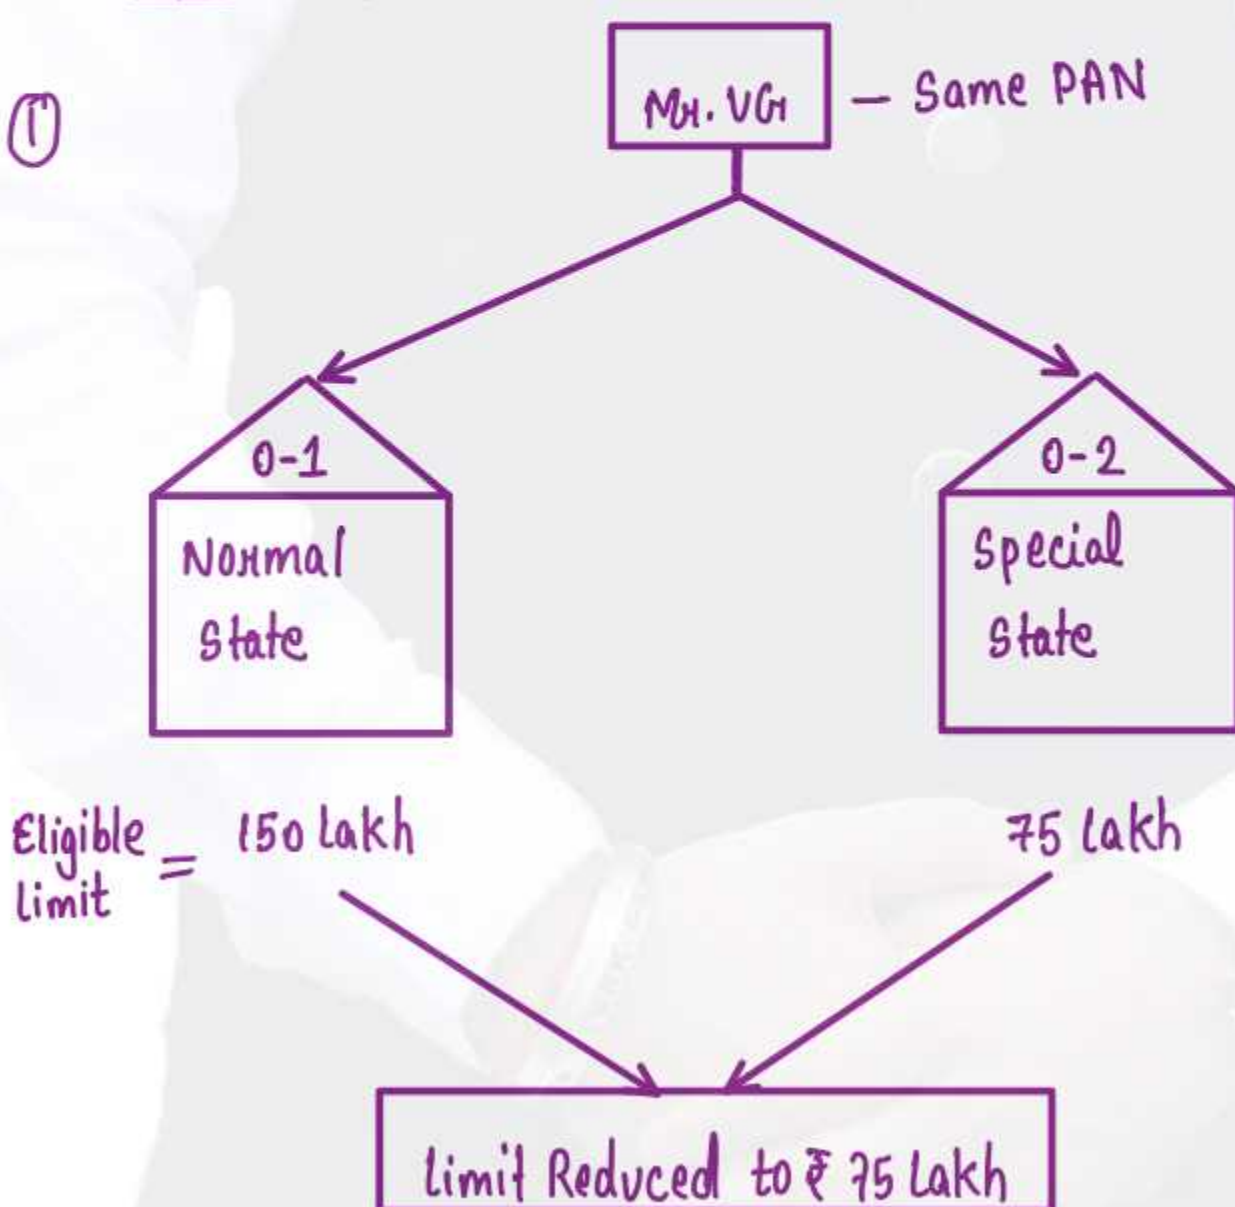 ①
Mr. VG — Same PAN
0-1
0-2
Normal
State
Special
State
Eligible
limit = 150 lakh
75 lakh
limit Reduced to ₹ 75 lakh